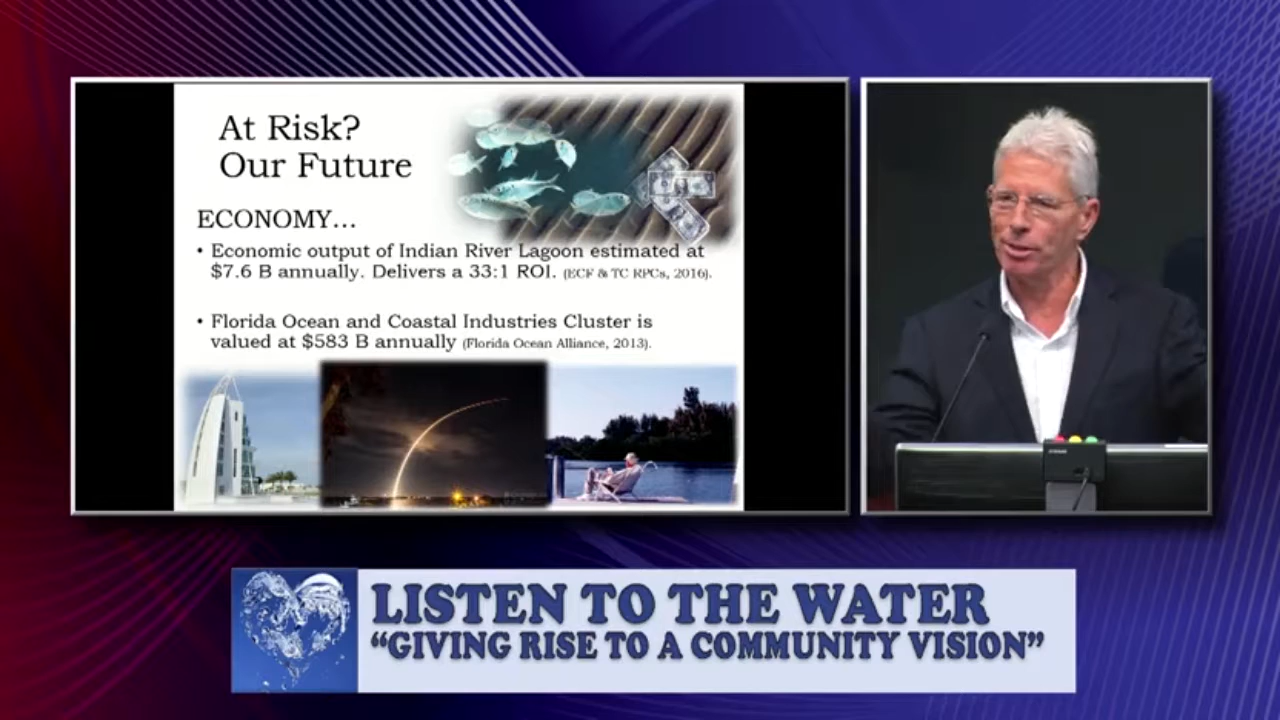 At Risk?
Our Future
ECONOMY...
• Economic output of Indian River Lagoon estimated at
$7.6 B annually. Delivers a 33:1 ROI. (ECF & TC RPCs, 2016).
• Florida Ocean and Coastal Industries Cluster is
valued at $583 B annually (Florida Ocean Alliance, 2013).
LISTEN TO THE WATER
“GIVING RISE TO A COMMUNITY VISION”